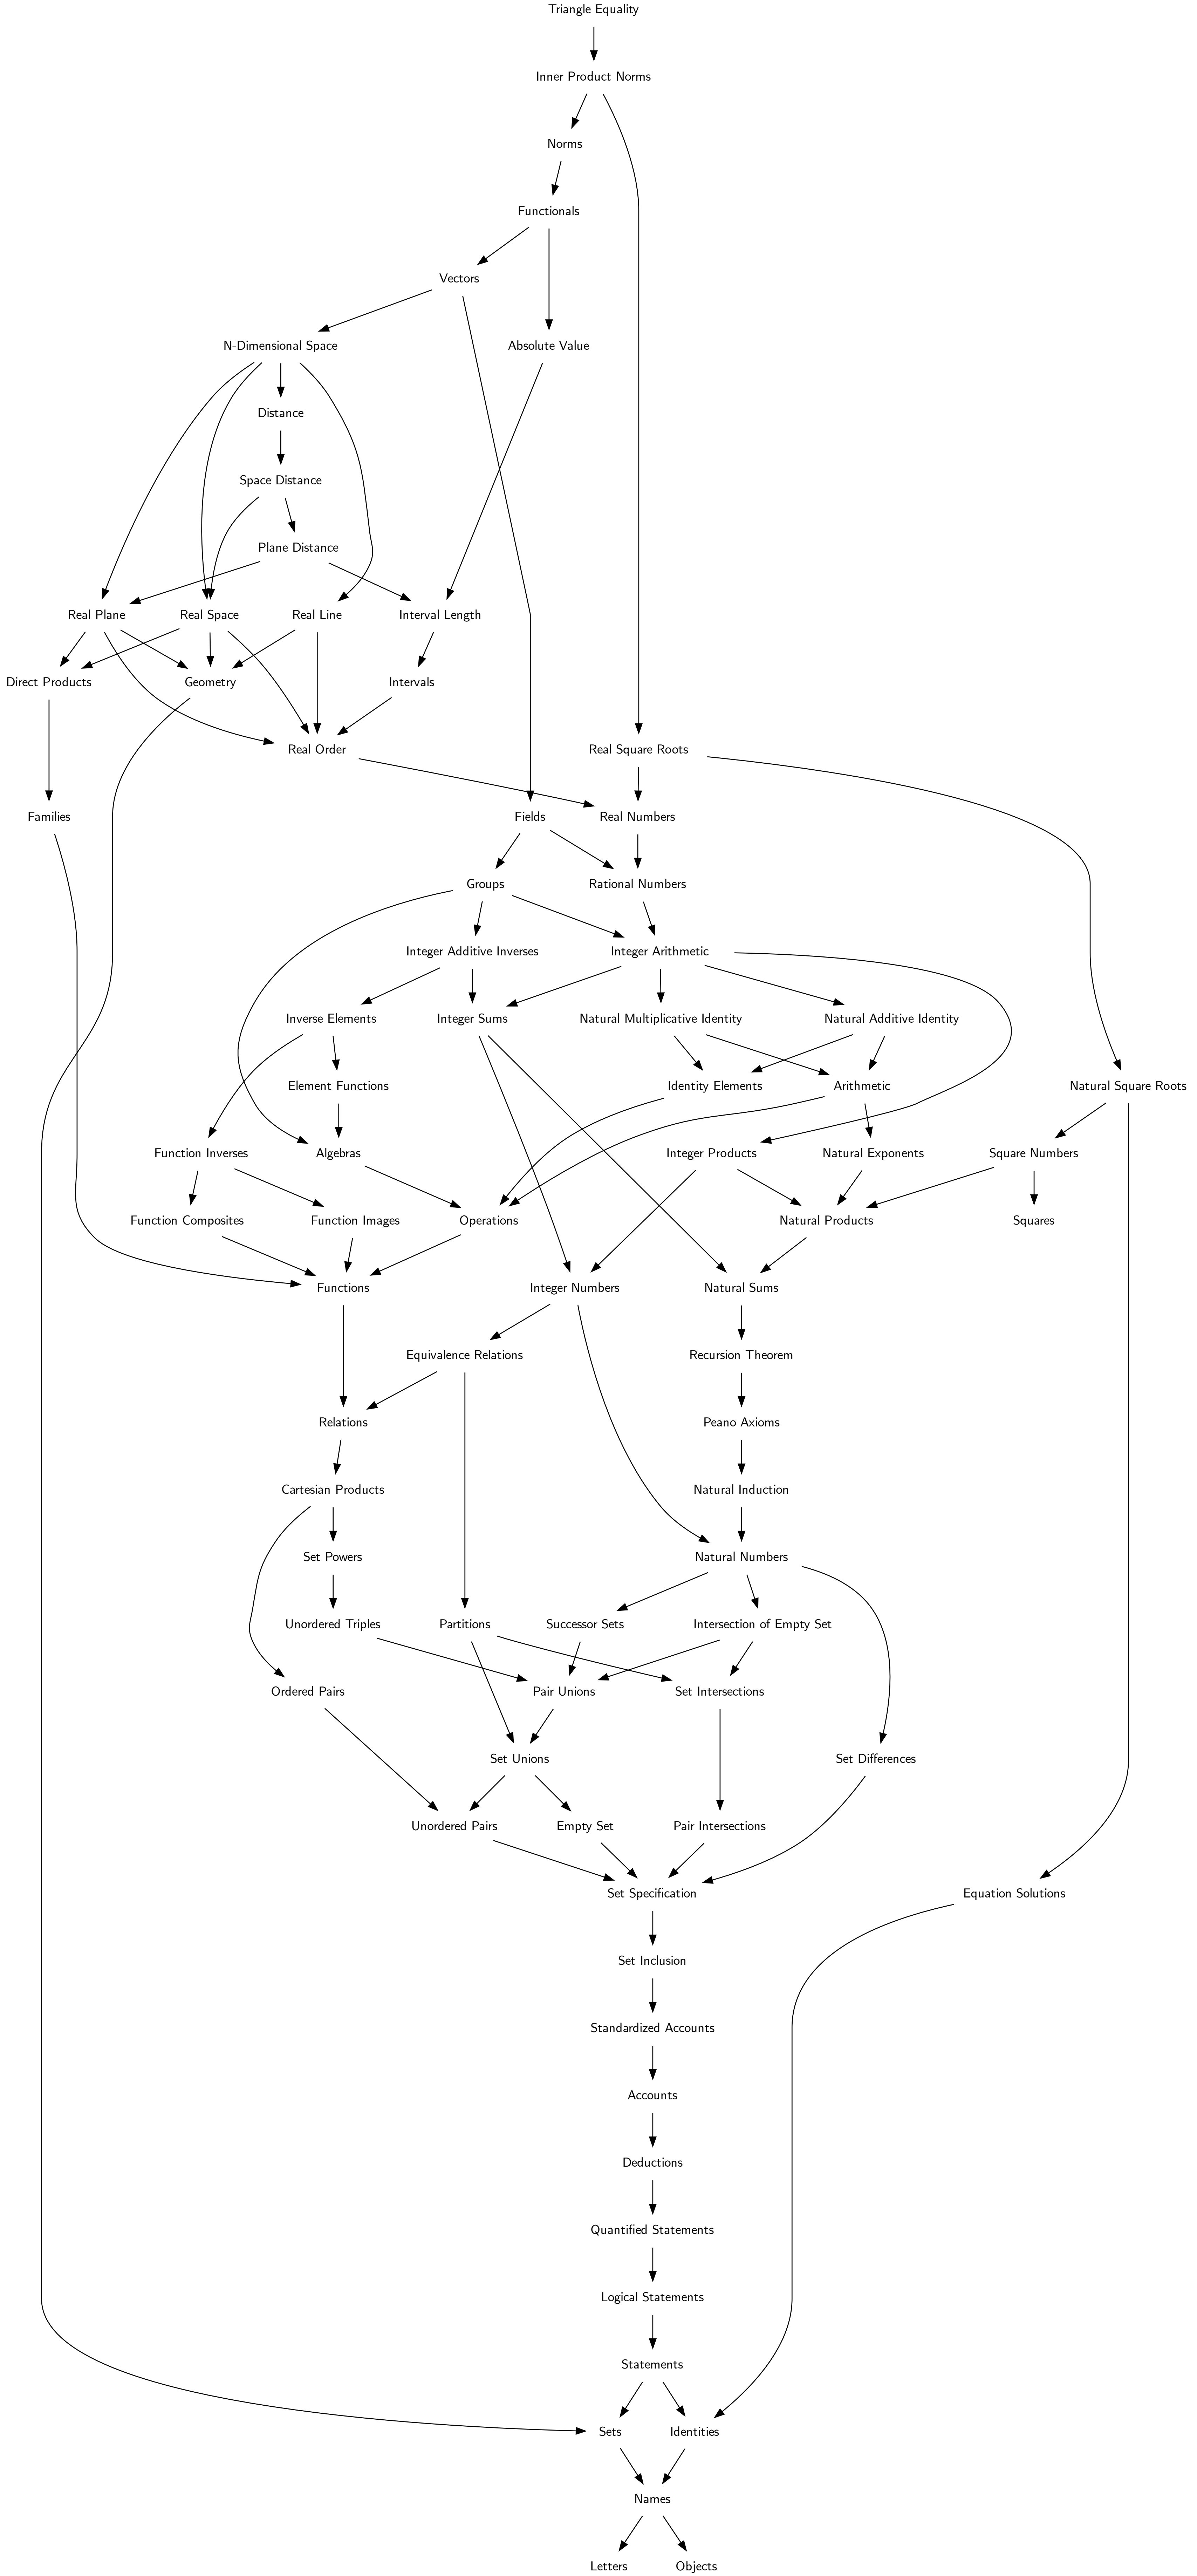 Triangle Equality
Inner Product Norms
Norms
Functionals
Vectors
N-Dimensional Space
Absolute Value
Distance
Space Distance
Plane Distance
Real Plane
Real Space
Real Line
Interval Length
Direct Products
Geometry
Intervals
Real Order
Real Square Roots
Families
Fields
Real Numbers
Groups
Rational Numbers
Integer Additive Inverses
Integer Arithmetic
Inverse Elements
Integer Sums
Natural Multiplicative Identity
Natural Additive Identity
Element Functions
Identity Elements
Arithmetic
Natural Square Roots
Function Inverses
Algebras
Integer Products
Natural Exponents
Square Numbers
Function Composites
Function Images
Operations
Natural Products
Squares
Functions
Integer Numbers
Natural Sums
Equivalence Relations
Recursion Theorem
Relations
Peano Axioms
Cartesian Products
Natural Induction
Set Powers
Natural Numbers
Unordered Triples
Partitions
Successor Sets
Intersection of Empty Set
Ordered Pairs
Pair Unions
Set Intersections
Set Unions
Set Differences
Unordered Pairs
Empty Set
Pair Intersections
Set Specification
Equation Solutions
Set Inclusion
Standardized Accounts
Accounts
Deductions
Quantified Statements
Logical Statements
Statements
Sets
Identities
Names
Letters
Objects